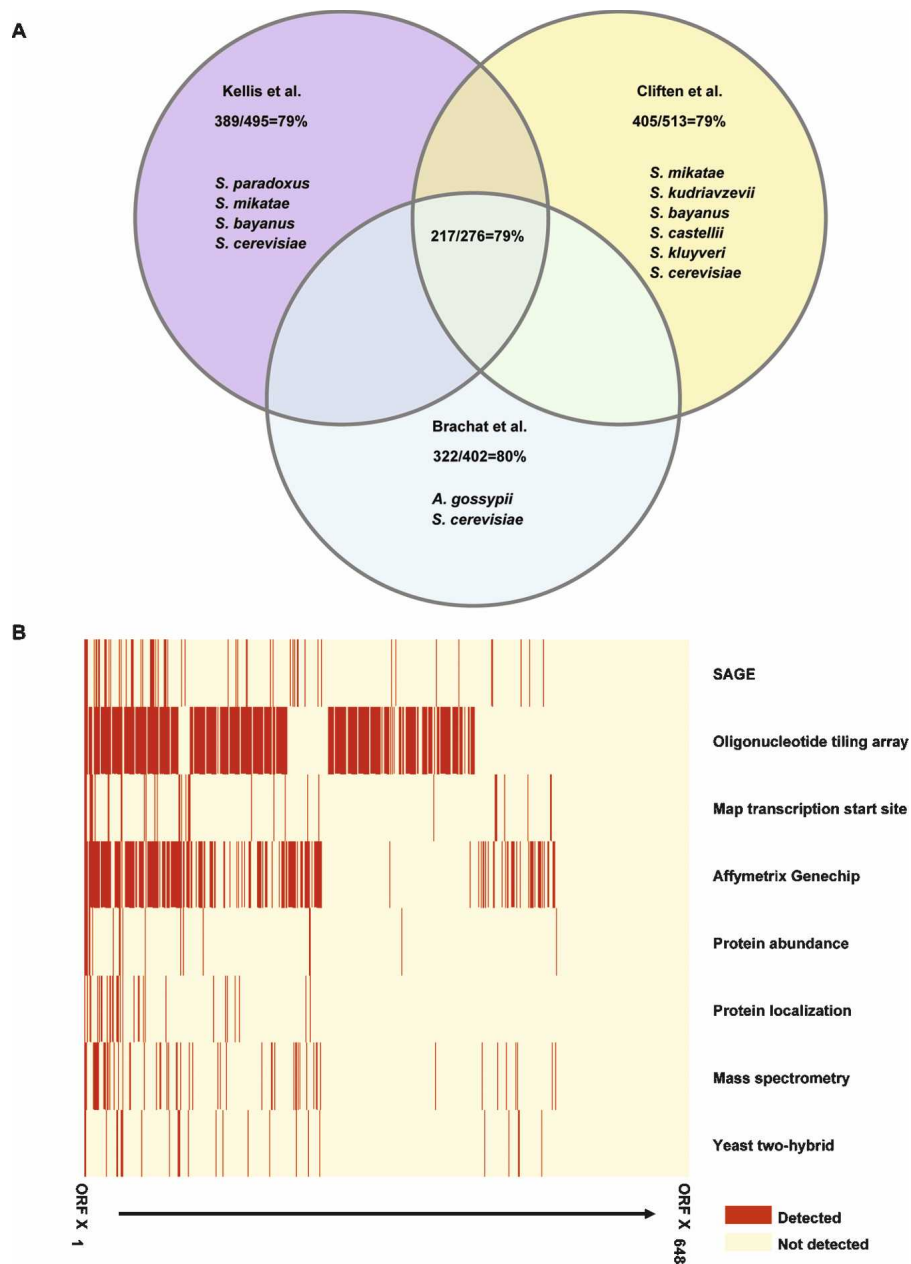 A
Kellis et al.
389/495=79%
S. paradoxus
S. mikatae
S. bayanus
S. cerevisiae
Cliften et al.
405/513=79%
S. mikatae
S. kudriavzevii
S. bayanus
S. castellii
S. kluyveri
S. cerevisiae
217/276=79%
Brachat et al.
322/402=80%
A. gossypii
S. cerevisiae
B
SAGE
Oligonucleotide tiling array
Map transcription start site
Affymetrix Genechip
Protein abundance
Protein localization
Mass spectrometry
Yeast two-hybrid
ORF X 1
ORF X 648
Detected
Not detected